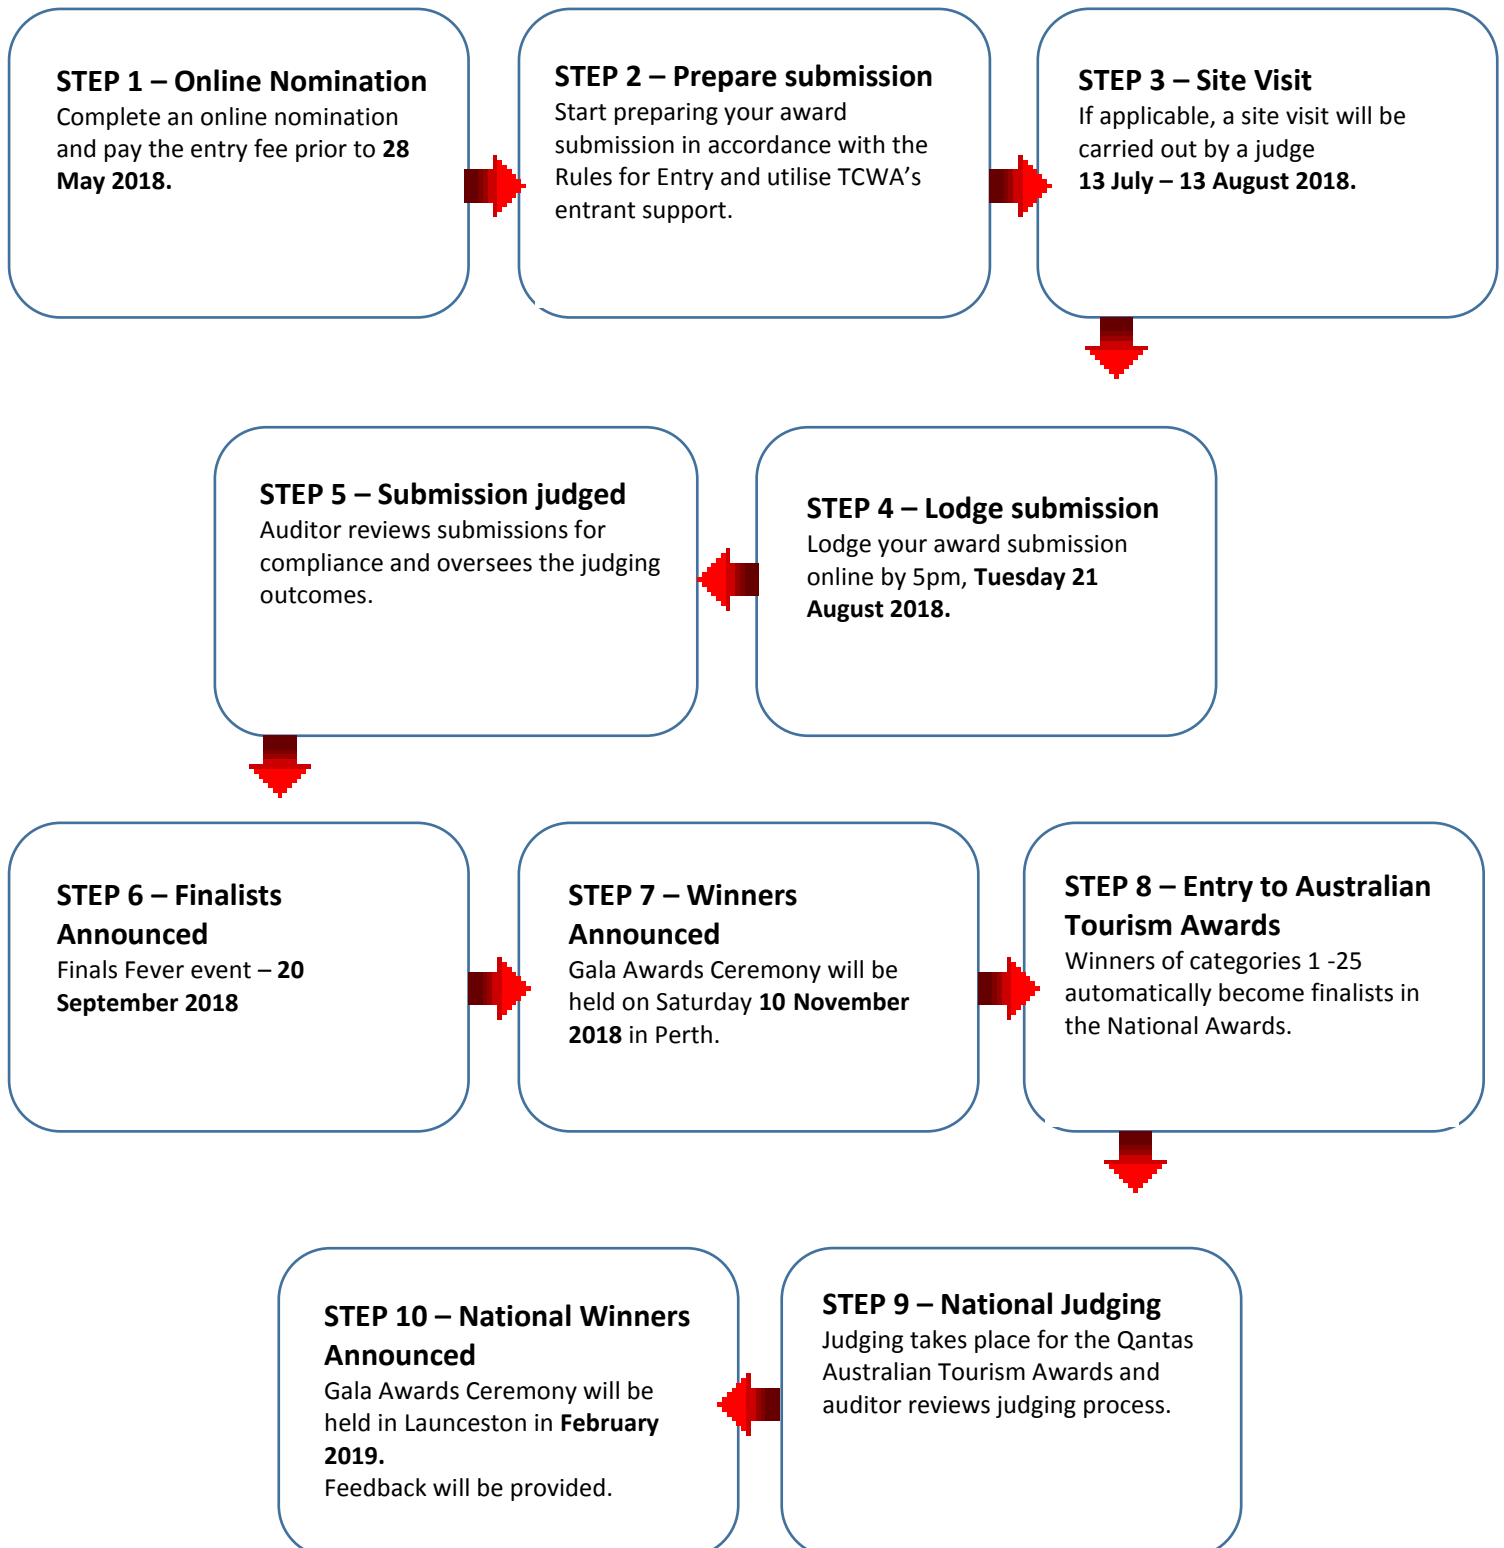 STEP 1 – Online Nomination
Complete an online nomination
and pay the entry fee prior to 28
May 2018.
STEP 2 – Prepare submission
Start preparing your award
submission in accordance with the
Rules for Entry and utilise TCWA’s
entrant support.
STEP 3 – Site Visit
If applicable, a site visit will be
carried out by a judge
13 July – 13 August 2018.
STEP 4 – Lodge submission
Lodge your award submission
online by 5pm, Tuesday 21
August 2018.
STEP 5 – Submission judged
Auditor reviews submissions for
compliance and oversees the judging
outcomes.
STEP 6 – Finalists
Announced
Finals Fever event – 20
September 2018
STEP 7 – Winners
Announced
Gala Awards Ceremony will be
held on Saturday 10 November
2018 in Perth.
STEP 8 – Entry to Australian
Tourism Awards
Winners of categories 1 -25
automatically become finalists in
the National Awards.
STEP 9 – National Judging
Judging takes place for the Qantas
Australian Tourism Awards and
auditor reviews judging process.
STEP 10 – National Winners
Announced
Gala Awards Ceremony will be
held in Launceston in February
2019.
Feedback will be provided.